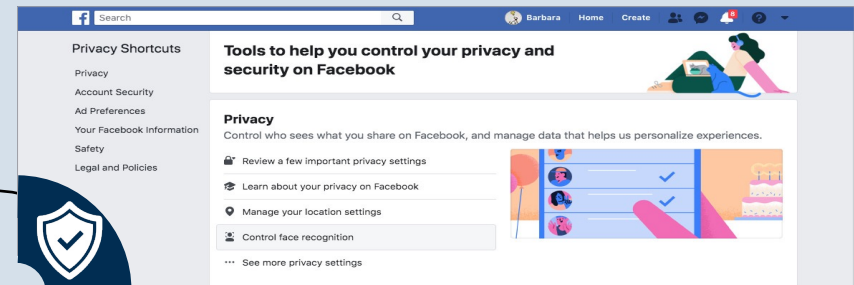 f Search Barbara Home Create 8 ?
Privacy Shortcuts
Privacy
Account Security
Ad Preferences
Your Facebook Information
Safety
Legal and Policies
Tools to help you control your privacy and
security on Facebook
Privacy
Control who sees what you share on Facebook, and manage data that helps us personalize experiences.
Review a few important privacy settings
Learn about your privacy on Facebook
Manage your location settings
Control face recognition
See more privacy settings